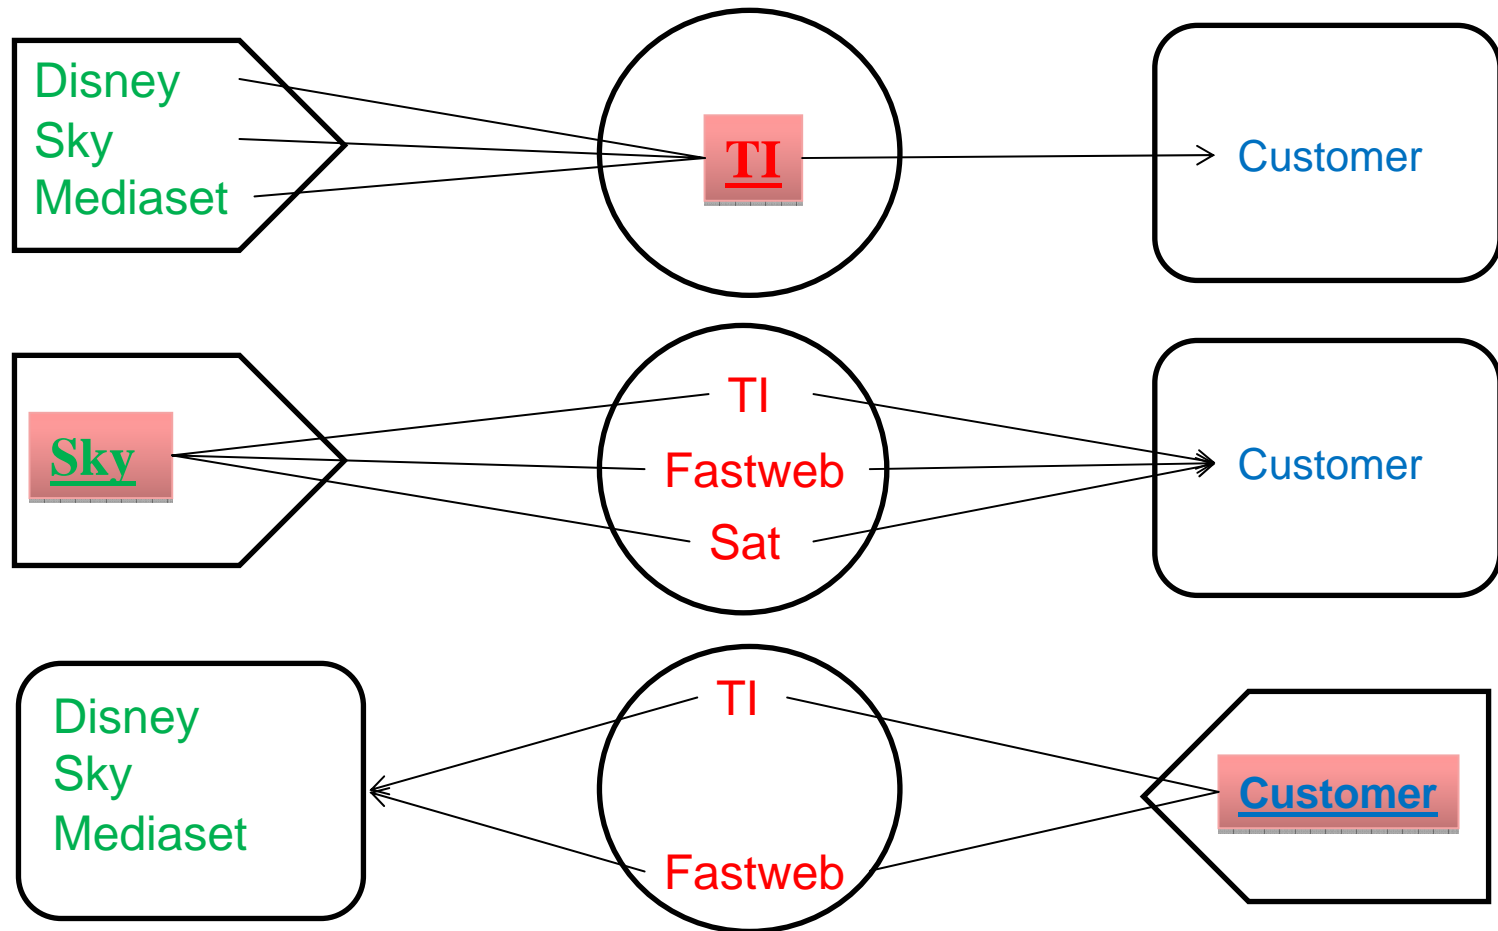 Disney
Sky
Mediaset
TI
Customer
Sky
TI
Fastweb
Sat
Customer
Disney
Sky
Mediaset
TI
Fastweb
Customer